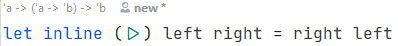 'a -> ('a -> 'b) -> 'b new *
let inline (▷) left right = right left